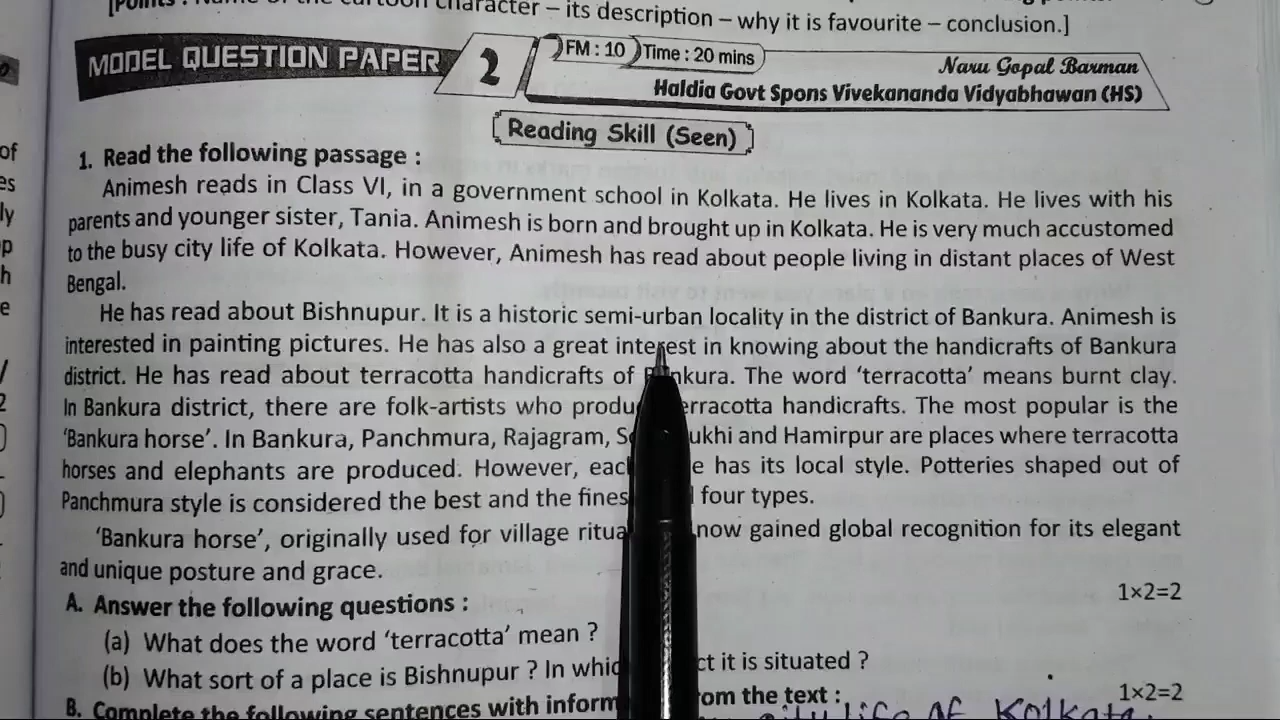 character – its description – why it is favourite – conclusion.]
MODEL QUESTION PAPER 2 FM : 10 Time : 20 mins
Naru Gopal Barman
Haldia Govt Spons Vivekananda Vidyabhawan (HS)
[Reading Skill (Seen)]
1. Read the following passage :
Animesh reads in Class VI, in a government school in Kolkata. He lives in Kolkata. He lives with his
parents and younger sister, Tania. Animesh is born and brought up in Kolkata. He is very much accustomed
to the busy city life of Kolkata. However, Animesh has read about people living in distant places of West
Bengal.
He has read about Bishnupur. It is a historic semi-urban locality in the district of Bankura. Animesh is
interested in painting pictures. He has also a great interest in knowing about the handicrafts of Bankura
district. He has read about terracotta handicrafts of Bankura. The word ‘terracotta’ means burnt clay.
In Bankura district, there are folk-artists who produ erracotta handicrafts. The most popular is the
‘Bankura horse’. In Bankura, Panchmura, Rajagram, S ukhi and Hamirpur are places where terracotta
horses and elephants are produced. However, eac e has its local style. Potteries shaped out of
Panchmura style is considered the best and the fines four types.
‘Bankura horse’, originally used for village ritua now gained global recognition for its elegant
and unique posture and grace.
A. Answer the following questions : 1×2=2
(a) What does the word ‘terracotta’ mean ?
(b) What sort of a place is Bishnupur ? In whic ct it is situated ?
B. Complete the following sentences with inform om the text : 1×2=2
city life of Kolkata.